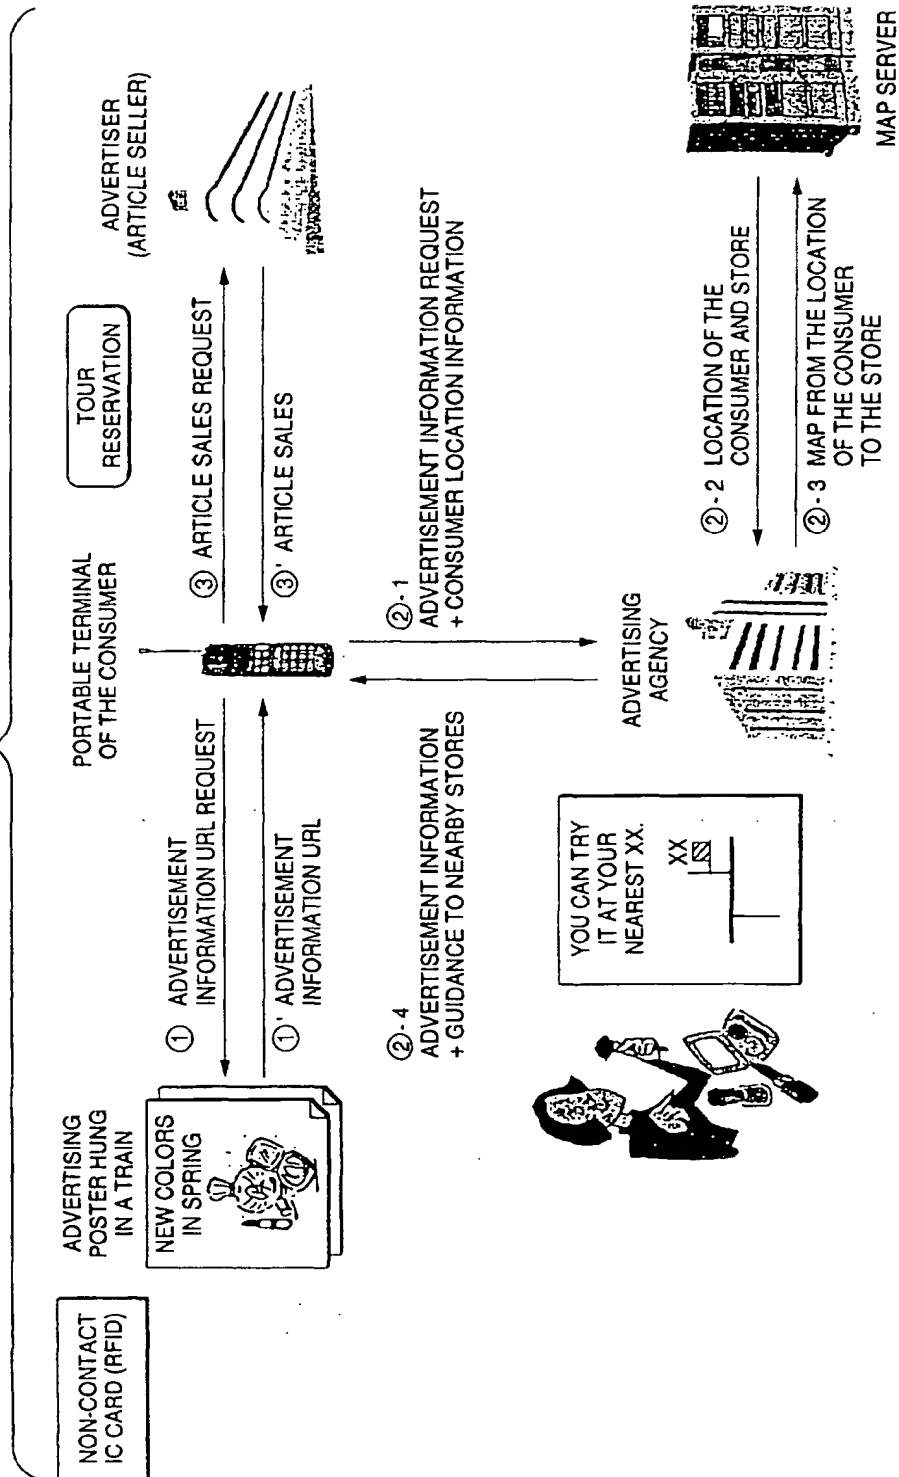 NON-CONTACT
IC CARD (RFID)
ADVERTISING
POSTER HUNG
IN A TRAIN
NEW COLORS
IN SPRING
① ADVERTISEMENT
INFORMATION URL REQUEST
①' ADVERTISEMENT
INFORMATION URL
PORTABLE TERMINAL
OF THE CONSUMER
TOUR
RESERVATION
③ ARTICLE SALES REQUEST
③' ARTICLE SALES
ADVERTISER
(ARTICLE SELLER)
②-4
ADVERTISEMENT INFORMATION
+ GUIDANCE TO NEARBY STORES
②-1
ADVERTISEMENT INFORMATION REQUEST
+ CONSUMER LOCATION INFORMATION
YOU CAN TRY
IT AT YOUR
NEAREST XX.
XX
ADVERTISING
AGENCY
②-2 LOCATION OF THE
CONSUMER AND STORE
②-3 MAP FROM THE LOCATION
OF THE CONSUMER
TO THE STORE
MAP SERVER